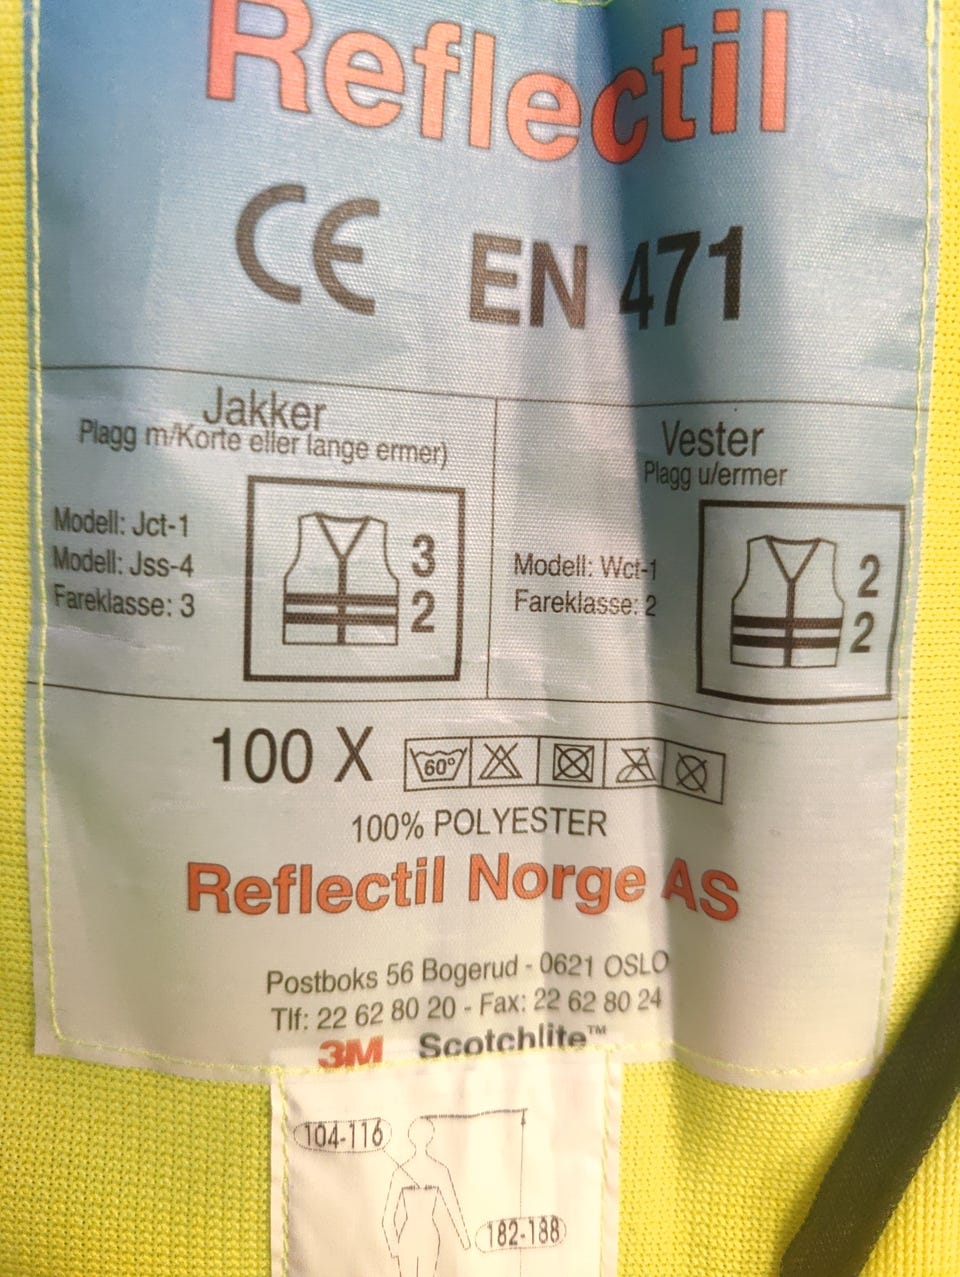 Reflectil
CE EN 471
Jakker
Plagg m/Korte eller lange ermer)
Modell: Jct-1
Modell: Jss-4
Fareklasse: 3
3
2
Vester
Plagg u/ermer
Modell: Wct-1
Fareklasse: 2
2
2
100 X 60°
100% POLYESTER
Reflectil Norge AS
Postboks 56 Bogerud - 0621 OSLO
Tlf: 22 62 80 20 - Fax: 22 62 80 24
3M Scotchlite™
104-116
182-188